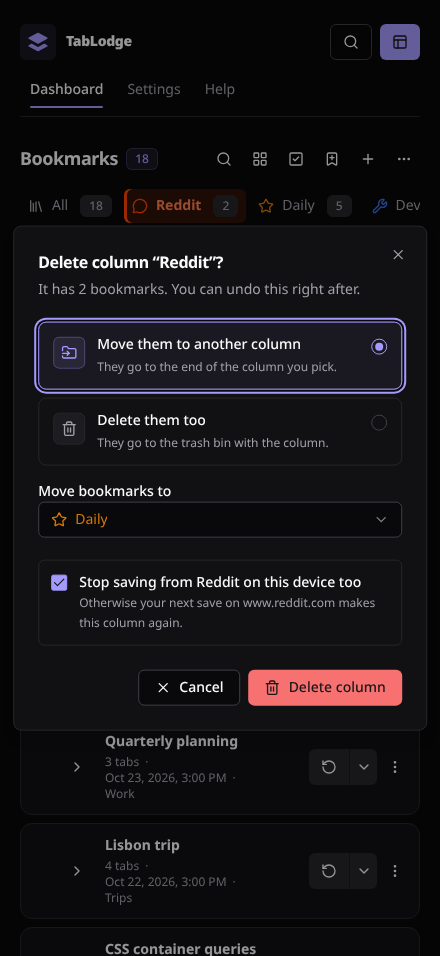 TabLodge
Dashboard
Settings
Help
Bookmarks 18
All 18
Reddit 2
Daily 5
Dev
Delete column “Reddit”?
It has 2 bookmarks. You can undo this right after.
Move them to another column
They go to the end of the column you pick.
Delete them too
They go to the trash bin with the column.
Move bookmarks to
Daily
Stop saving from Reddit on this device too
Otherwise your next save on www.reddit.com makes
this column again.
Cancel
Delete column
Quarterly planning
3 tabs ·
Oct 23, 2026, 3:00 PM ·
Work
Lisbon trip
4 tabs ·
Oct 22, 2026, 3:00 PM ·
Trips
CSS container queries